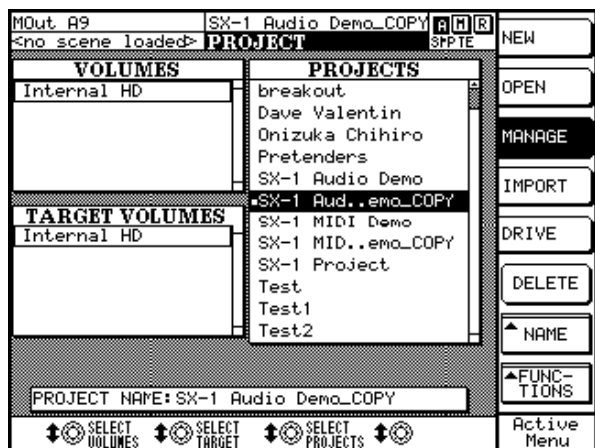 MOut A9
SX-1 Audio Demo_COPY
A M R
<no scene loaded>
PROJECT
SMPTE
VOLUMES
Internal HD
TARGET VOLUMES
Internal HD
PROJECTS
breakout
Dave Valentin
Onizuka Chihiro
Pretenders
SX-1 Audio Demo
SX-1 Aud..emo_COPY
SX-1 MIDI Demo
SX-1 MID..emo_COPY
SX-1 Project
Test
Test1
Test2
PROJECT NAME: SX-1 Audio Demo_COPY
SELECT
VOLUMES
SELECT
TARGET
SELECT
PROJECTS
NEW
OPEN
MANAGE
IMPORT
DRIVE
DELETE
NAME
FUNC-
TIONS
Active
Menu